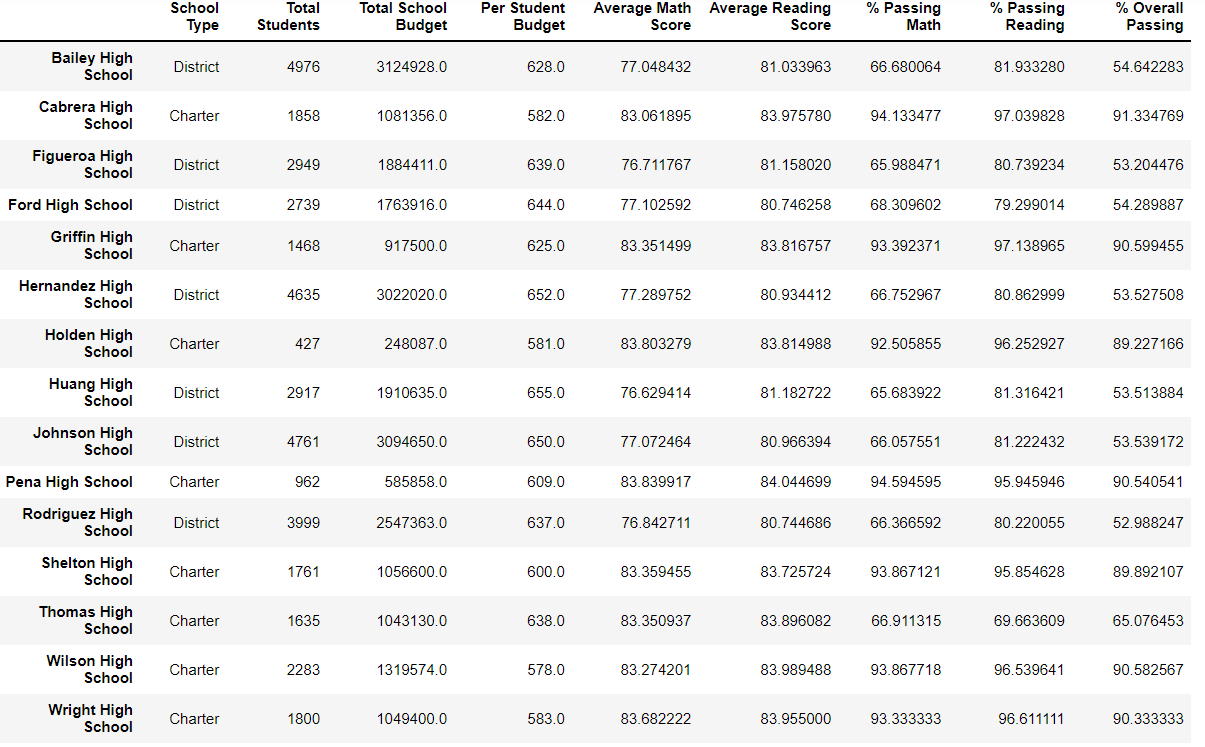 School Type Total Students Total School Budget Per Student Budget Average Math Score Average Reading Score % Passing Math % Passing Reading % Overall Passing
Bailey High School District 4976 3124928.0 628.0 77.048432 81.033963 66.680064 81.933280 54.642283
Cabrera High School Charter 1858 1081356.0 582.0 83.061895 83.975780 94.133477 97.039828 91.334769
Figueroa High School District 2949 1884411.0 639.0 76.711767 81.158020 65.988471 80.739234 53.204476
Ford High School District 2739 1763916.0 644.0 77.102592 80.746258 68.309602 79.299014 54.289887
Griffin High School Charter 1468 917500.0 625.0 83.351499 83.816757 93.392371 97.138965 90.599455
Hernandez High School District 4635 3022020.0 652.0 77.289752 80.934412 66.752967 80.862999 53.527508
Holden High School Charter 427 248087.0 581.0 83.803279 83.814988 92.505855 96.252927 89.227166
Huang High School District 2917 1910635.0 655.0 76.629414 81.182722 65.683922 81.316421 53.513884
Johnson High School District 4761 3094650.0 650.0 77.072464 80.966394 66.057551 81.222432 53.539172
Pena High School Charter 962 585858.0 609.0 83.839917 84.044699 94.594595 95.945946 90.540541
Rodriguez High School District 3999 2547363.0 637.0 76.842711 80.744686 66.366592 80.220055 52.988247
Shelton High School Charter 1761 1056600.0 600.0 83.359455 83.725724 93.867121 95.854628 89.892107
Thomas High School Charter 1635 1043130.0 638.0 83.350937 83.896082 66.911315 69.663609 65.076453
Wilson High School Charter 2283 1319574.0 578.0 83.274201 83.989488 93.867718 96.539641 90.582567
Wright High School Charter 1800 1049400.0 583.0 83.682222 83.955000 93.333333 96.611111 90.333333